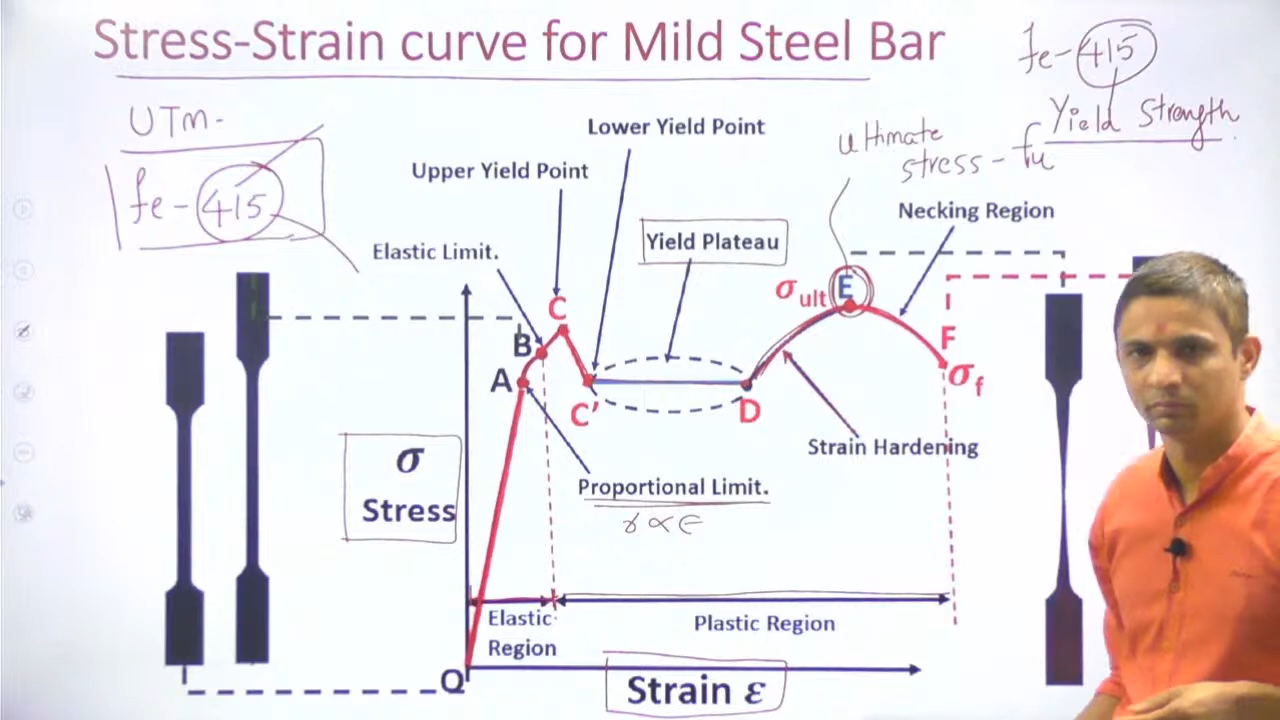 Stress-Strain curve for Mild Steel Bar
fe-415
Yield Strength
UTM-
fe-415
Lower Yield Point
Upper Yield Point
ultimate
stress - fu
Necking Region
Elastic Limit.
Yield Plateau
σult
E
C
B
A
C'
D
F
σf
Strain Hardening
σ
Stress
Proportional Limit.
γ ∝ ∈
Elastic
Region
Plastic Region
O
Strain ε